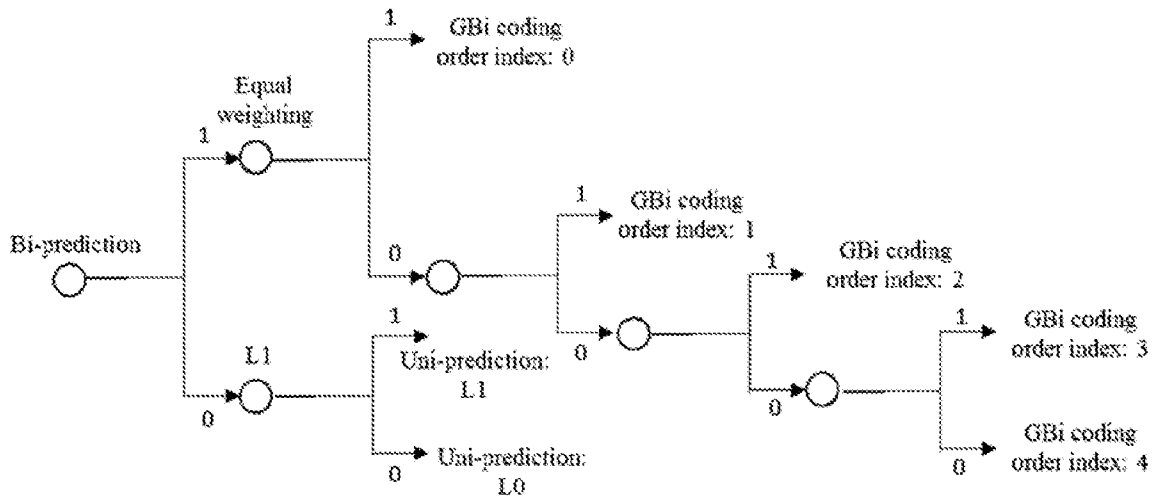 1
GBi coding
order index: 0
Equal
weighting
1
Bi-prediction
0
1
GBi coding
order index: 1
1
GBi coding
order index: 2
0
1
GBi coding
order index: 3
L1
1
Uni-prediction:
L1
0
0
0
Uni-prediction:
L0
0
GBi coding
order index: 4